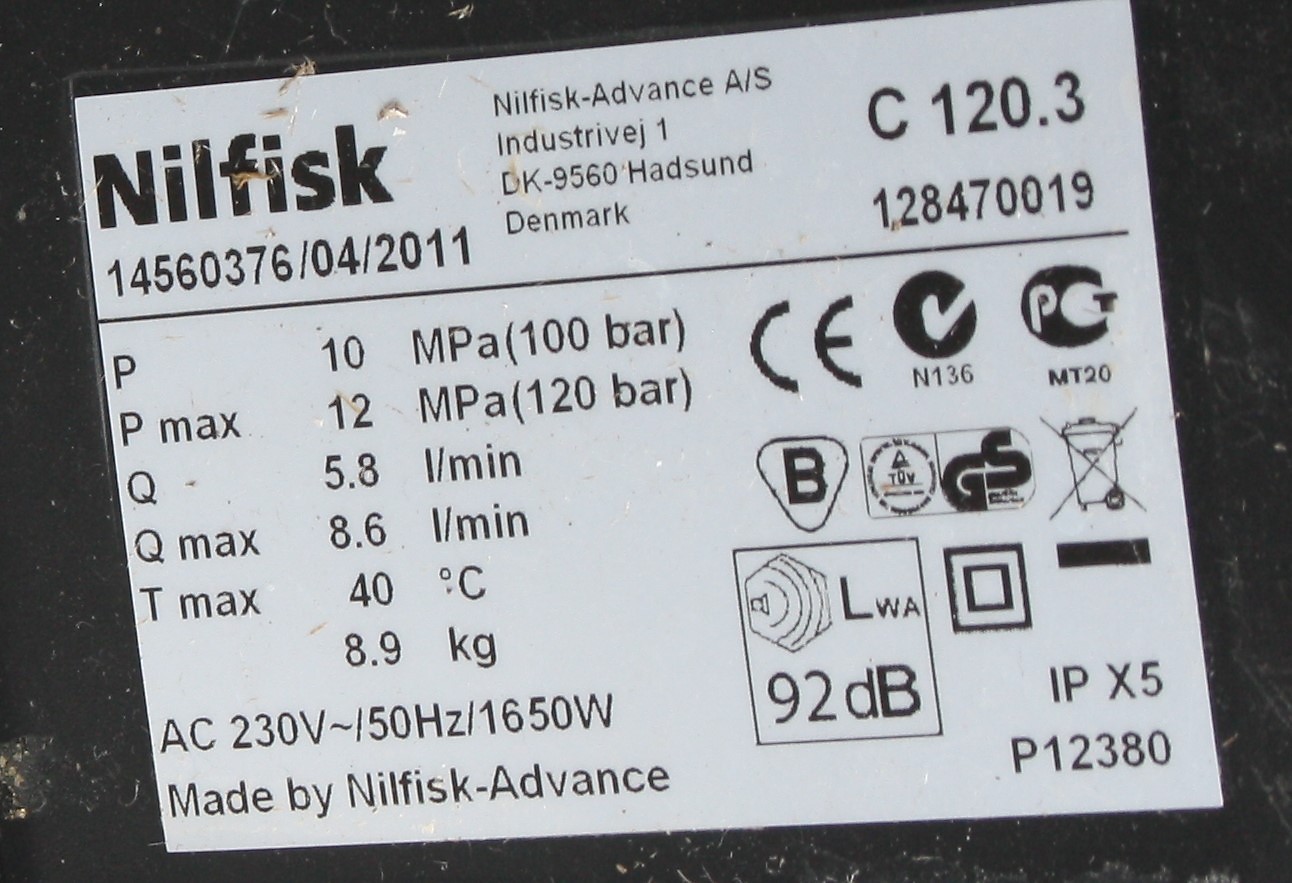 Nilfisk
Nilfisk-Advance A/S
Industrivej 1
DK-9560 Hadsund
Denmark
C 120.3
128470019
14560376/04/2011
P 10 MPa(100 bar)
P max 12 MPa(120 bar)
Q 5.8 l/min
Q max 8.6 l/min
T max 40 °C
8.9 kg
AC 230V~/50Hz/1650W
Made by Nilfisk-Advance
CE
N136
PCT
MT20
B
TÜV
GS
LWA
92dB
IP X5
P12380